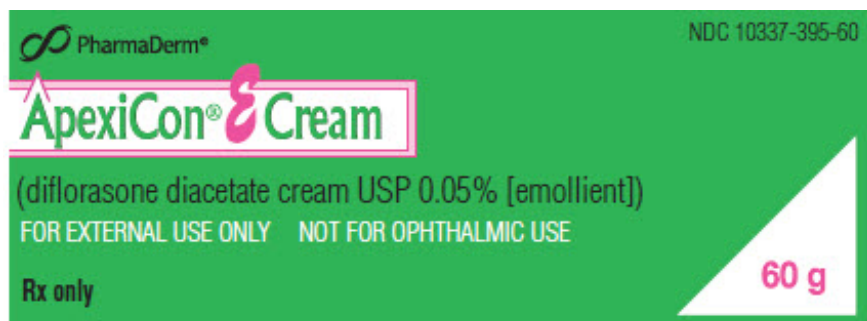 PharmaDerm®
NDC 10337-395-60
ApexiCon® E Cream
(diflorasone diacetate cream USP 0.05% [emollient])
FOR EXTERNAL USE ONLY NOT FOR OPHTHALMIC USE
Rx only
60 g